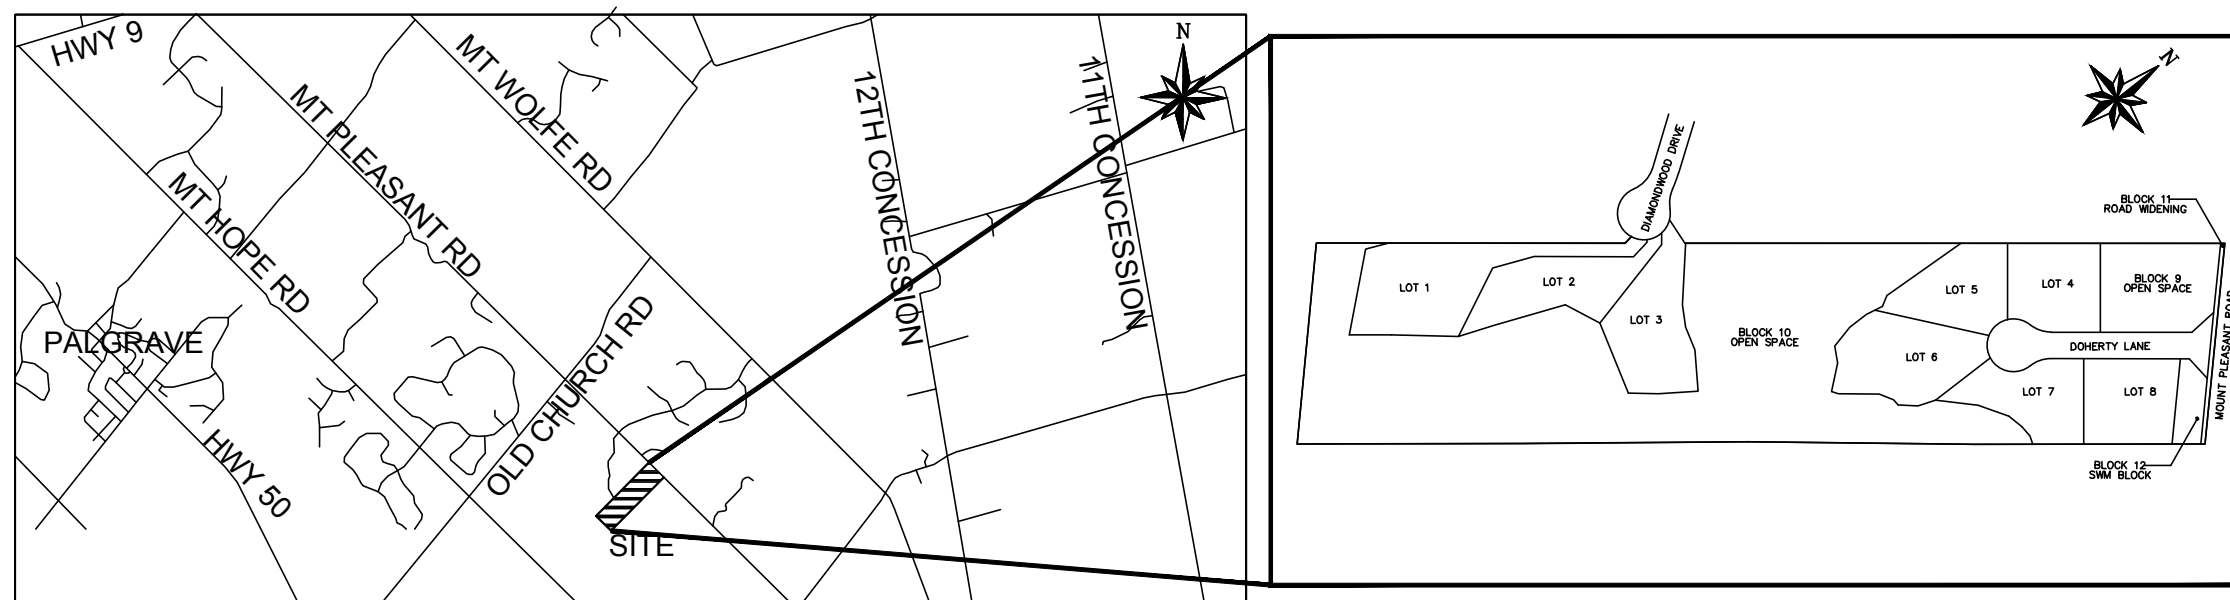 HWY 9
MT PLEASANT RD
MT WOLFE RD
12TH CONCESSION
11TH CONCESSION
N
MT HOPE RD
PALGRAVE
OLD CHURCH RD
HWY 50
SITE
N
DIAMONDWOOD DRIVE
BLOCK 11
ROAD WIDENING
LOT 1
LOT 2
LOT 3
BLOCK 10
OPEN SPACE
LOT 5
LOT 4
BLOCK 9
OPEN SPACE
LOT 6
DOHERTY LANE
LOT 7
LOT 8
MOUNT PLEASANT ROAD
BLOCK 12
SWM BLOCK